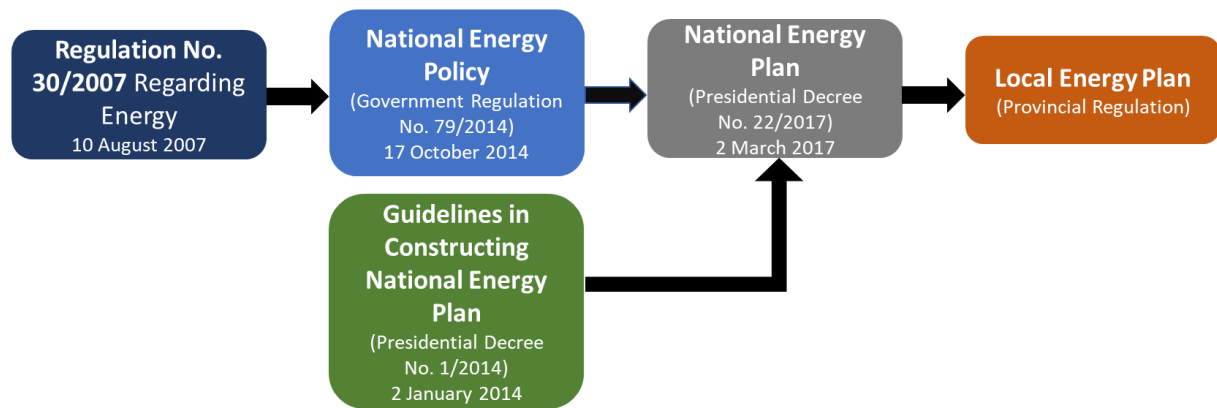 Regulation No.
30/2007 Regarding
Energy
10 August 2007
National Energy
Policy
(Government Regulation
No. 79/2014)
17 October 2014
National Energy
Plan
(Presidential Decree
No. 22/2017)
2 March 2017
Local Energy Plan
(Provincial Regulation)
Guidelines in
Constructing
National Energy
Plan
(Presidential Decree
No. 1/2014)
2 January 2014